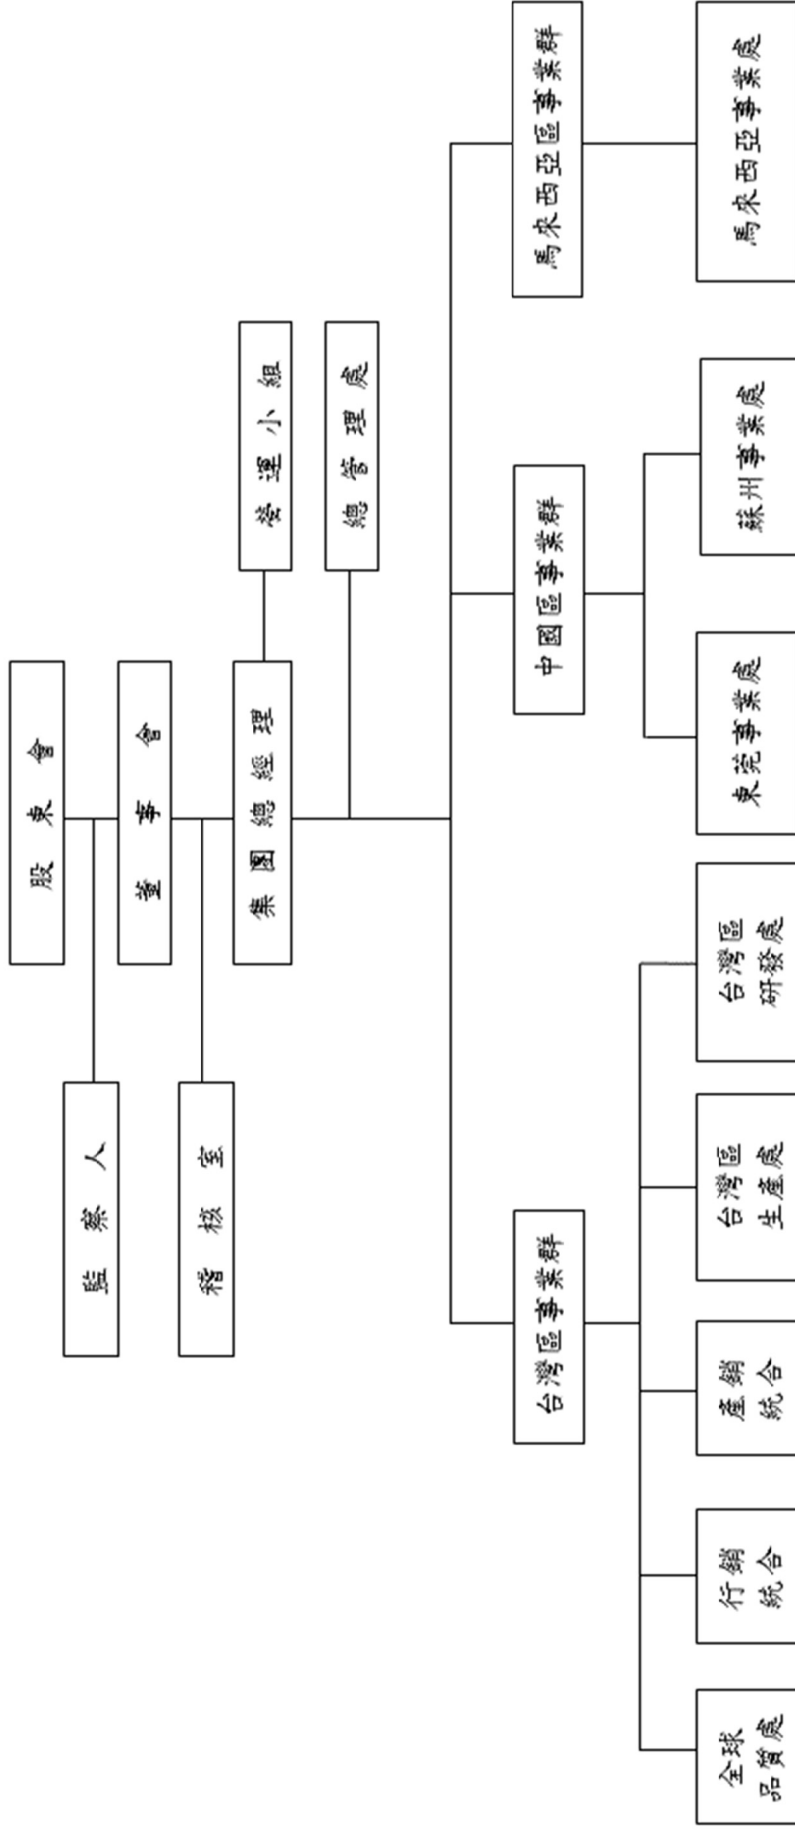 股東會
監察人
董事會
稽核室
集團總經理
營運小組
總管理處
台灣區事業群
中國區事業群
馬來西亞區事業群
全球
品質處
行銷
統合
產銷
統合
台灣區
生產處
台灣區
研發處
東莞事業處
蘇州事業處
馬來西亞事業處